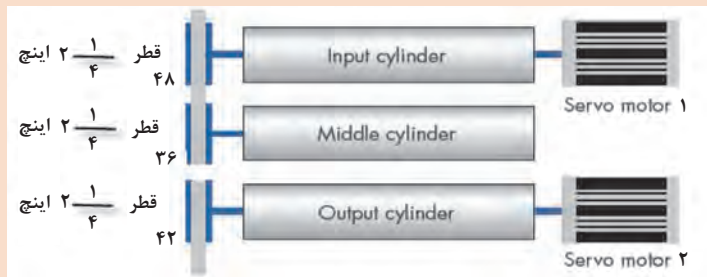 قطر ۲ ۱/۴ اینچ
۴۸
Input cylinder
Servo motor ۱
قطر ۲ ۱/۴ اینچ
۳۶
Middle cylinder
قطر ۲ ۱/۴ اینچ
۴۲
Output cylinder
Servo motor ۲